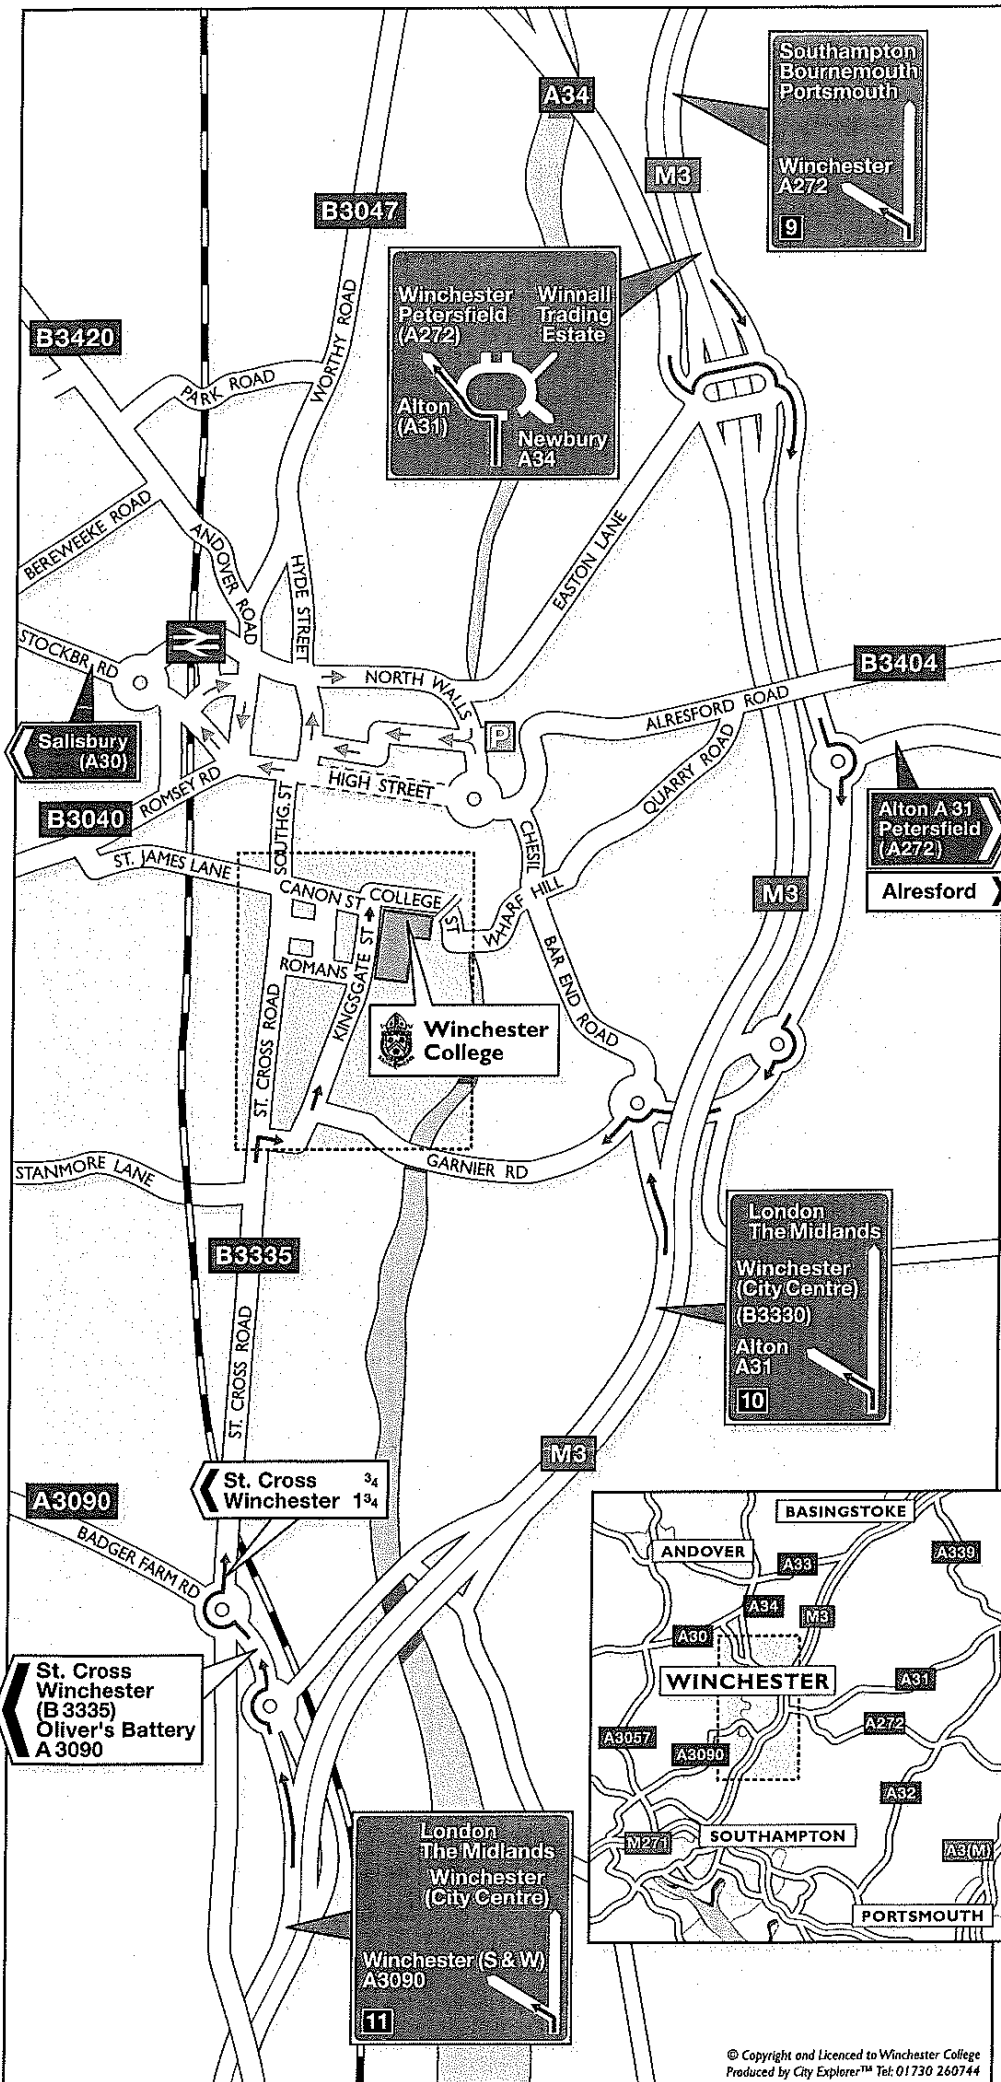 Southampton
Bournemouth
Portsmouth
Winchester
A272
9
A34
M3
B3047
Winchester
Petersfield
(A272)
Winnall
Trading
Estate
Alton
(A31)
Newbury
A34
B3420
PARK ROAD
WORTHY ROAD
BEREWEEKE ROAD
ANDOVER ROAD
HYDE STREET
EASTON LANE
STOCKBR RD
NORTH WALLS
B3404
ALRESFORD ROAD
Salisbury
(A30)
P
QUARRY ROAD
ROMSEY RD
HIGH STREET
B3040
SOUTHG. ST
CHESIL
Alton A 31
Petersfield
(A272)
Alresford
ST. JAMES LANE
CANON ST
COLLEGE
ST
WHARF HILL
M3
ROMANS
KINGSGATE ST
BAR END ROAD
ST. CROSS ROAD
Winchester
College
STANMORE LANE
GARNIER RD
B3335
London
The Midlands
Winchester
(City Centre)
(B3330)
Alton
A31
10
ST. CROSS ROAD
M3
St. Cross ¾
Winchester 1¾
A3090
BADGER FARM RD
St. Cross
Winchester
(B 3335)
Oliver's Battery
A 3090
London
The Midlands
Winchester
(City Centre)
Winchester (S & W)
A3090
11
BASINGSTOKE
ANDOVER
A33
A339
A34
M3
A30
WINCHESTER
A31
A3057
A272
A3090
A32
M271
SOUTHAMPTON
A3(M)
PORTSMOUTH
© Copyright and Licenced to Winchester College
Produced by City Explorer™ Tel: 01730 260744